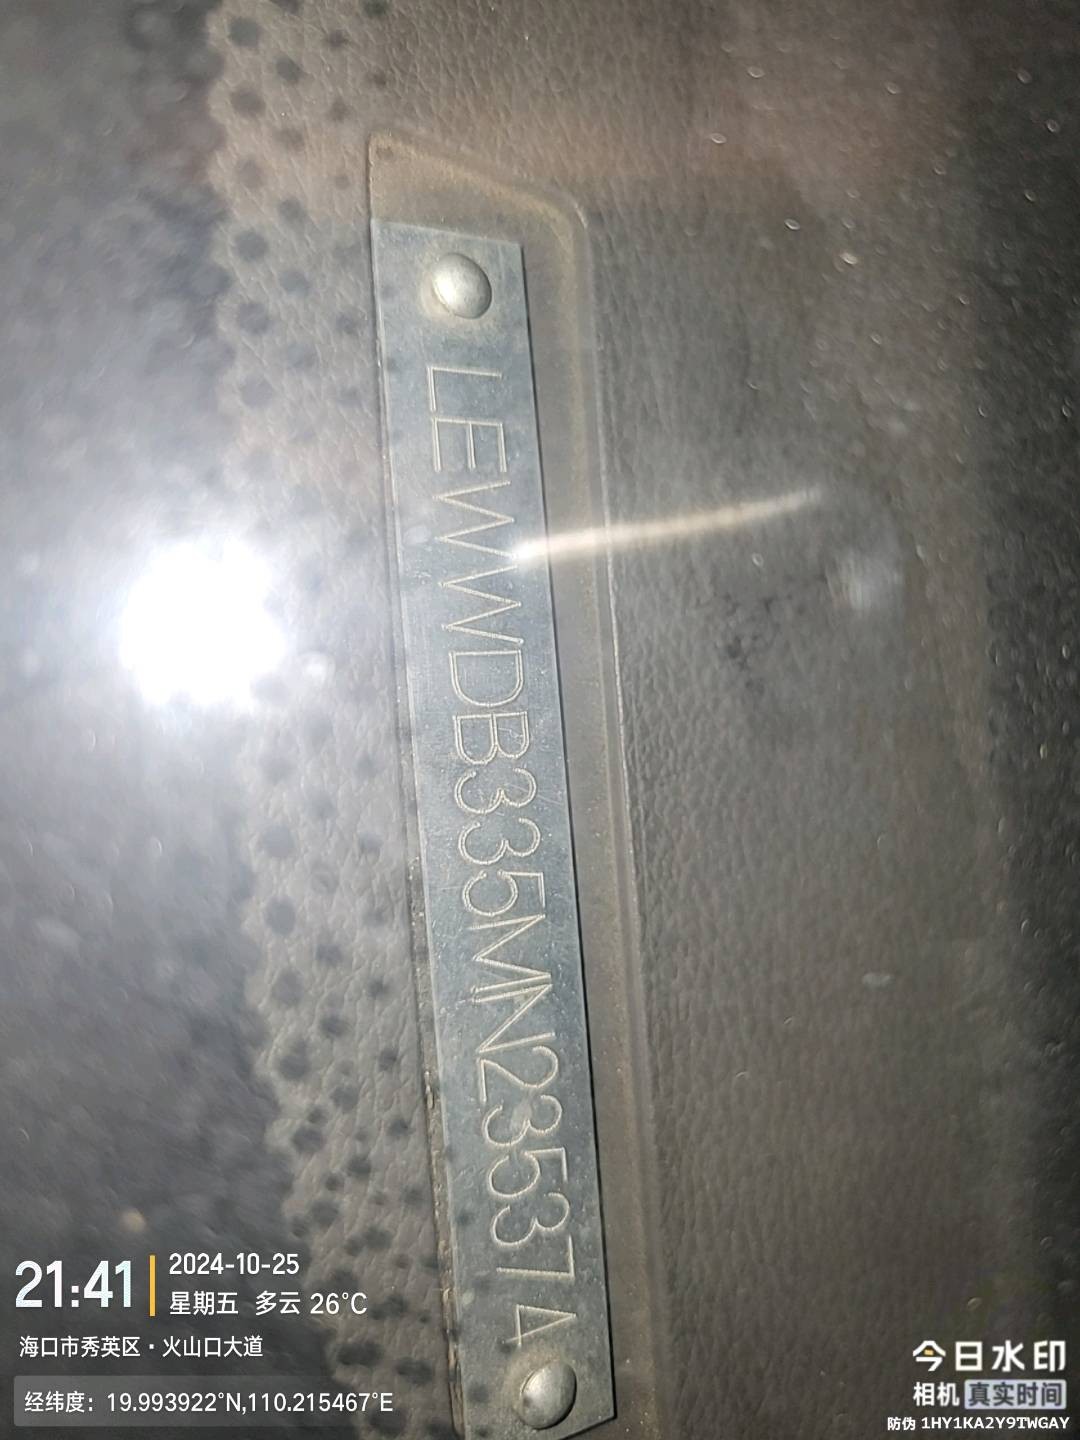 LEWWDB335MN235374
21:41
2024-10-25
星期五 多云 26°C
海口市秀英区·火山口大道
经纬度：19.993922°N,110.215467°E
今日水印
相机 真实时间
防伪 1HY1KA2Y9TWGAY